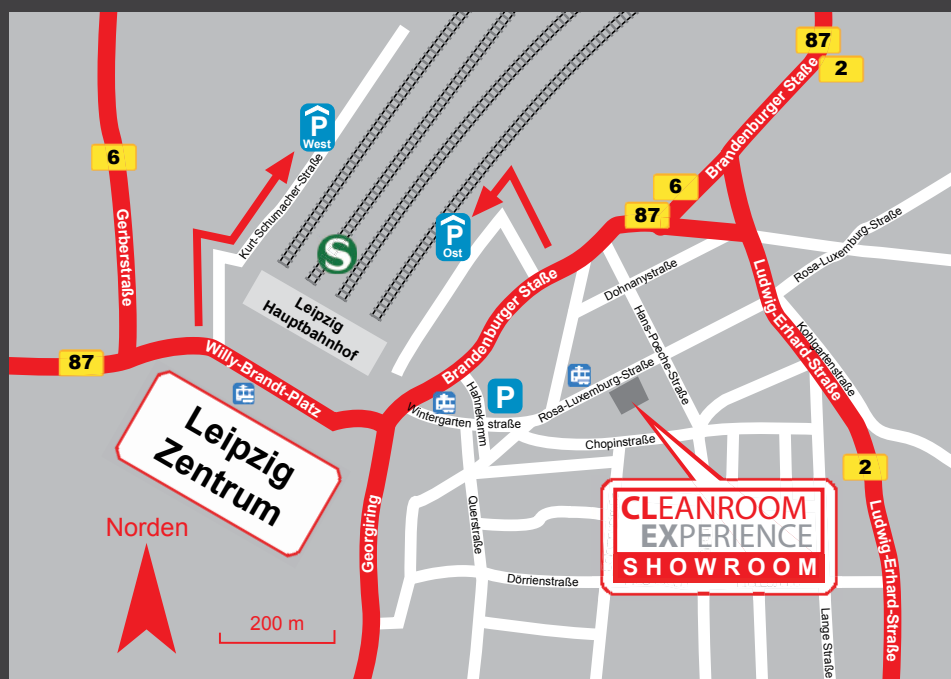 87
2
Brandenburger Staße
P
West
6
6
87
Kurt-Schumacher-Straße
Gerberstraße
S
P
Ost
Rosa-Luxemburg-Straße
Dohnanystraße
Leipzig
Hauptbahnhof
Brandenburger Staße
Hans-Poeche-Straße
Ludwig-Erhard-Straße
Kohlgartenstraße
87
Willy-Brandt-Platz
Hahnekamm
P
Rosa-Luxemburg-Straße
Wintergarten straße
Chopinstraße
Leipzig
Zentrum
2
Norden
Georgiring
Querstraße
CLEANROOM
EXPERIENCE
SHOWROOM
Ludwig-Erhard-Straße
Dörrienstraße
200 m
Lange Straße